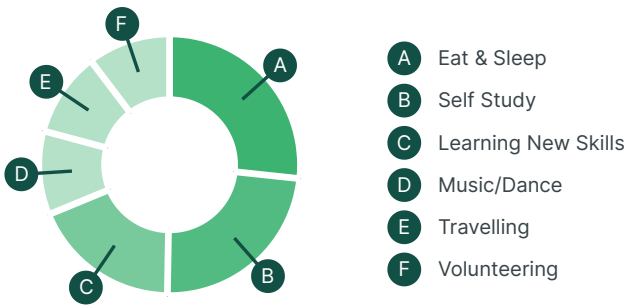 F
A
E
D
C
B
A Eat & Sleep
B Self Study
C Learning New Skills
D Music/Dance
E Travelling
F Volunteering